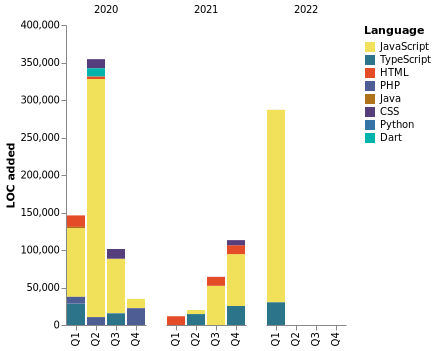 2020 2021 2022
400,000
350,000
300,000
250,000
200,000
150,000
100,000
50,000
0
LOC added
Q1 Q2 Q3 Q4 Q1 Q2 Q3 Q4 Q1 Q2 Q3 Q4
Language
JavaScript
TypeScript
HTML
PHP
Java
CSS
Python
Dart